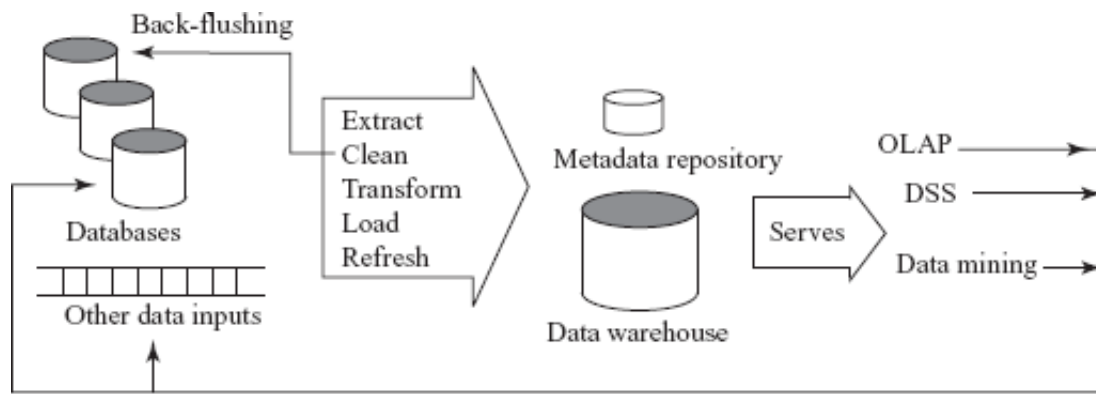 Back-flushing
Databases
Other data inputs
Extract
Clean
Transform
Load
Refresh
Metadata repository
Data warehouse
Serves
OLAP
DSS
Data mining